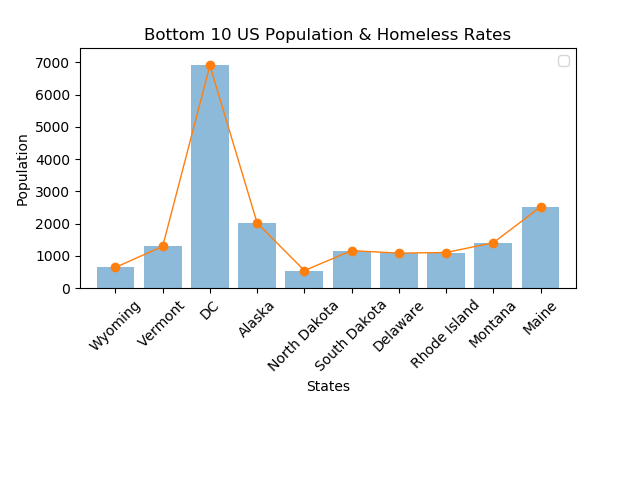 Bottom 10 US Population & Homeless Rates
Population
7000
6000
5000
4000
3000
2000
1000
0
Wyoming
Vermont
DC
Alaska
North Dakota
South Dakota
Delaware
Rhode Island
Montana
Maine
States